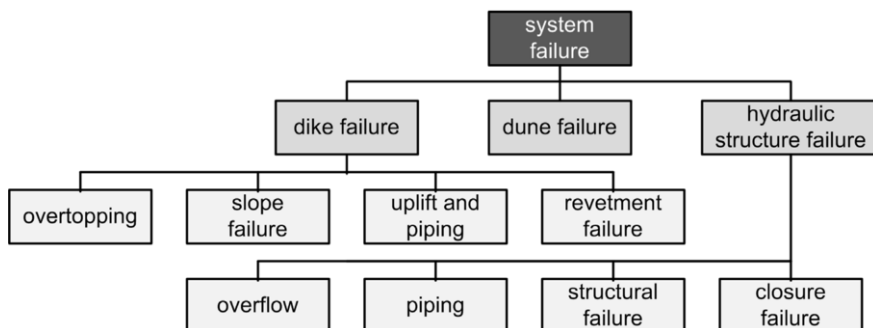 system
failure
dike failure
dune failure
hydraulic
structure failure
overtopping
slope
failure
uplift and
piping
revetment
failure
overflow
piping
structural
failure
closure
failure